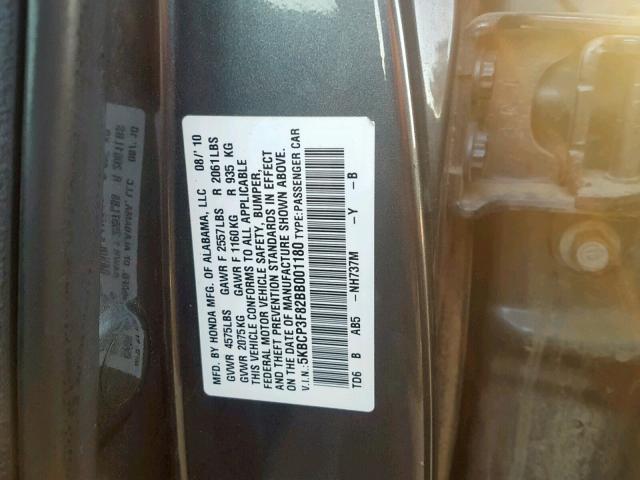 MFD. BY HONDA MFG. OF ALABAMA, LLC 08/'10
GVWR 4575LBS GAWR F 2557LBS R 2061LBS
GVWR 2075KG GAWR F 1160KG R 935 KG
THIS VEHICLE CONFORMS TO ALL APPLICABLE
FEDERAL MOTOR VEHICLE SAFETY, BUMPER,
AND THEFT PREVENTION STANDARDS IN EFFECT
ON THE DATE OF MANUFACTURE SHOWN ABOVE.
V.I.N.: 5KBCP3F82BB001180 TYPE: PASSENGER CAR
TD6 B AB5 -NH737M -Y -B